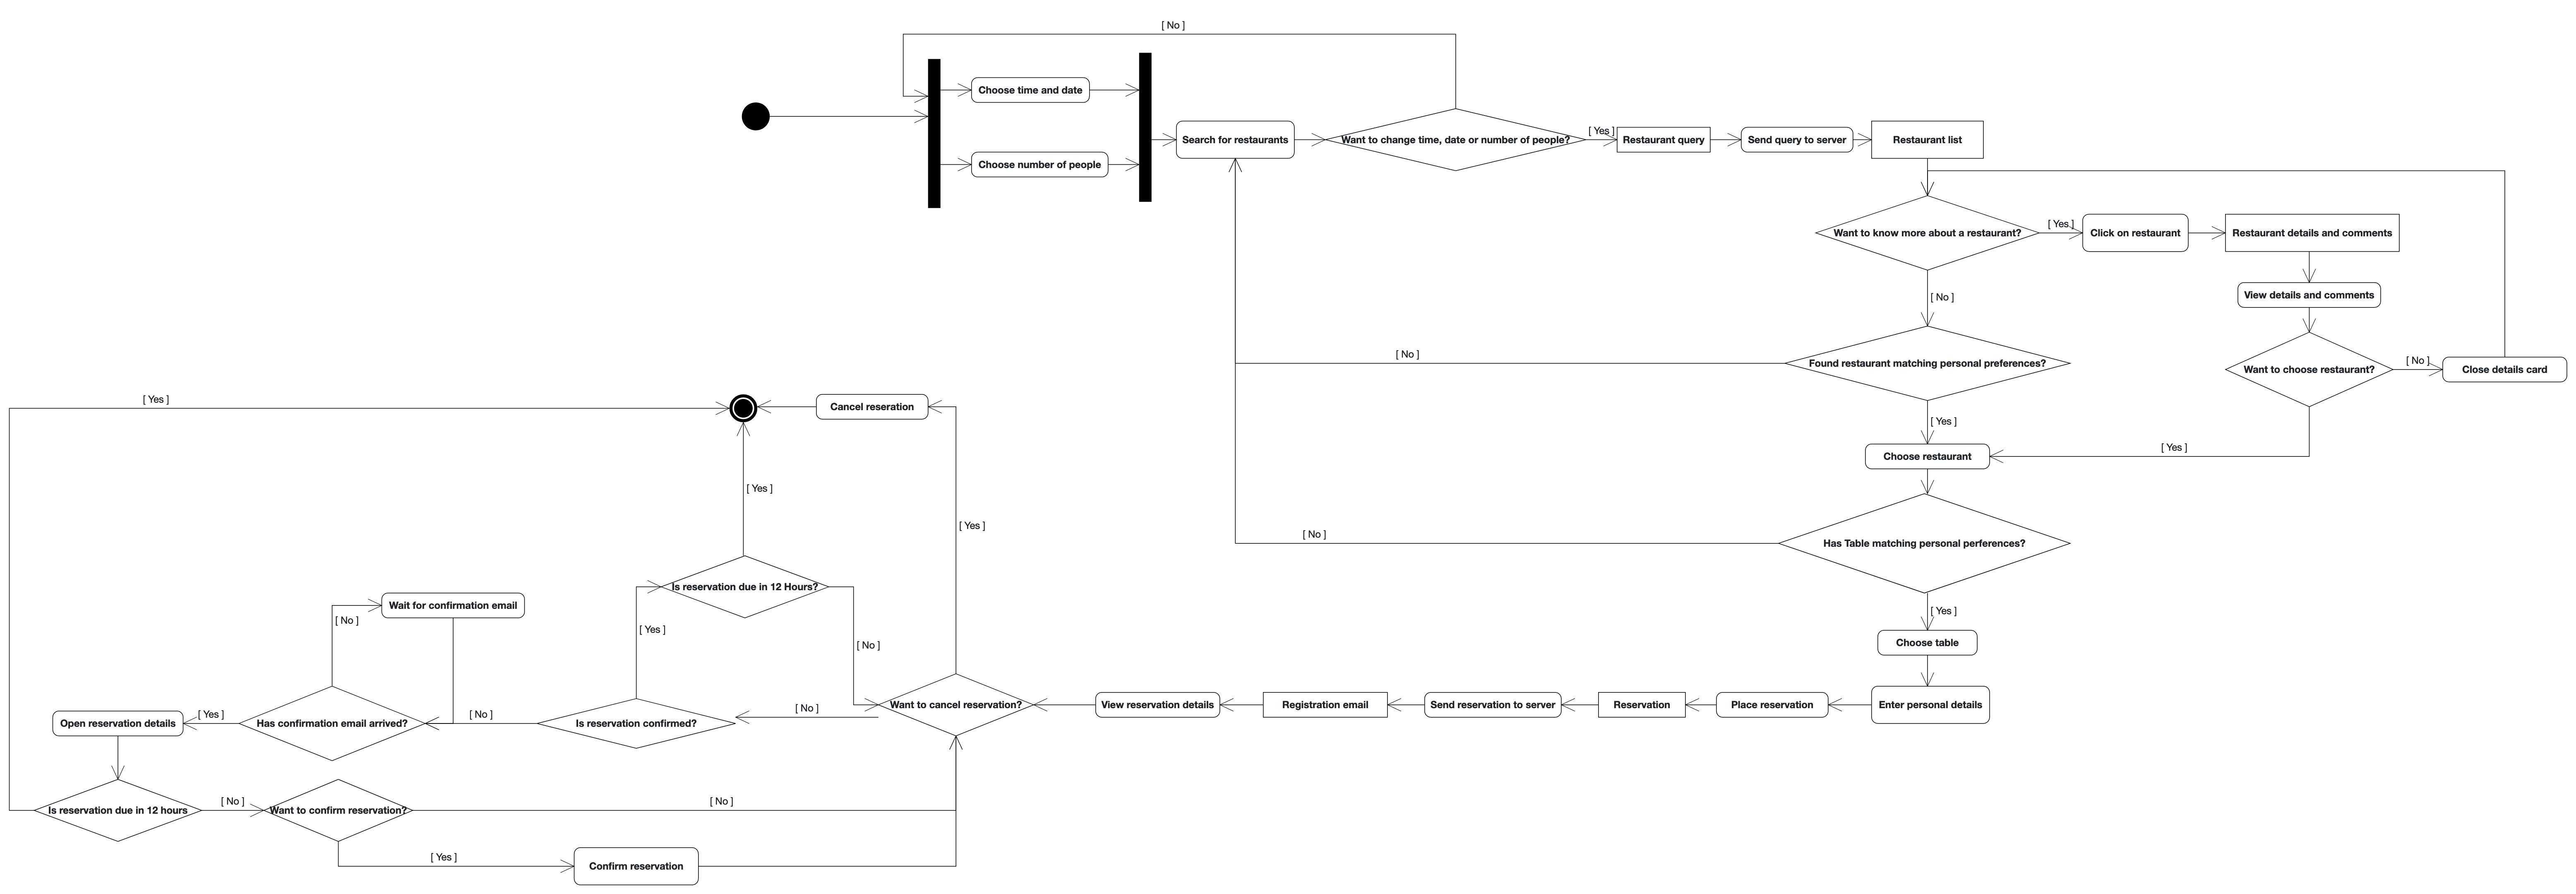 [ No ]
Choose time and date
Choose number of people
Search for restaurants
Want to change time, date or number of people?
[ Yes ]
Restaurant query
Send query to server
Restaurant list
Want to know more about a restaurant?
[ Yes ]
Click on restaurant
Restaurant details and comments
View details and comments
[ No ]
Want to choose restaurant?
[ No ]
Close details card
[ No ]
Found restaurant matching personal preferences?
[ Yes ]
[ Yes ]
Choose restaurant
[ No ]
Has Table matching personal perferences?
[ Yes ]
Choose table
Enter personal details
Place reservation
Reservation
Send reservation to server
Registration email
View reservation details
Want to cancel reservation?
[ Yes ]
Cancel reseration
[ No ]
Is reservation confirmed?
[ Yes ]
Is reservation due in 12 Hours?
[ Yes ]
[ No ]
[ No ]
Has confirmation email arrived?
[ No ]
Wait for confirmation email
[ Yes ]
Open reservation details
Is reservation due in 12 hours
[ Yes ]
[ No ]
Want to confirm reservation?
[ No ]
[ Yes ]
Confirm reservation